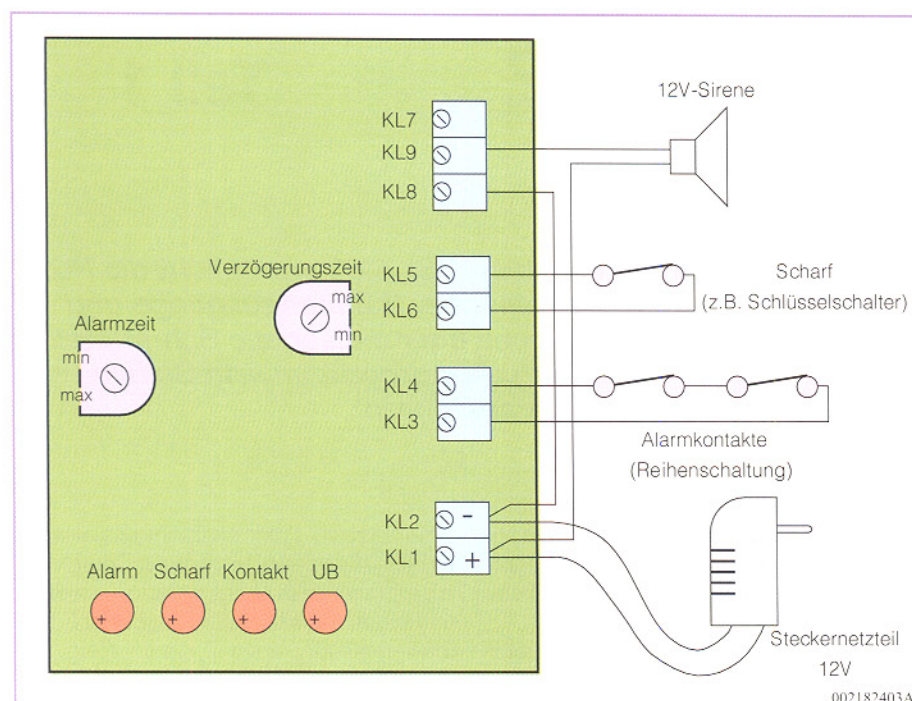 12V-Sirene
KL7
KL9
KL8
Verzögerungszeit
max
min
KL5
KL6
Scharf
(z.B. Schlüsselschalter)
Alarmzeit
min
max
KL4
KL3
Alarmkontakte
(Reihenschaltung)
KL2
-
KL1
+
Alarm Scharf Kontakt UB
+ + + +
Steckernetzteil
12V
002182403A